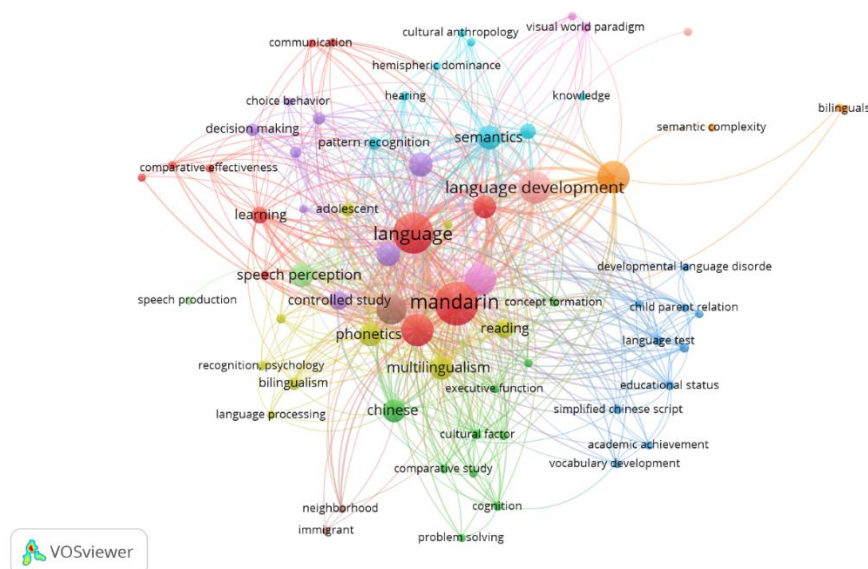 cultural anthropology
visual world paradigm
communication
hemispheric dominance
choice behavior
hearing
knowledge
bilinguals
decision making
pattern recognition
semantics
semantic complexity
comparative effectiveness
language development
learning
adolescent
language
speech perception
developmental language disorde
speech production
controlled study
mandarin
concept formation
child parent relation
phonetics
reading
language test
recognition, psychology
multilingualism
bilingualism
executive function
educational status
language processing
chinese
simplified chinese script
cultural factor
academic achievement
comparative study
vocabulary development
neighborhood
cognition
immigrant
problem solving
VOSviewer